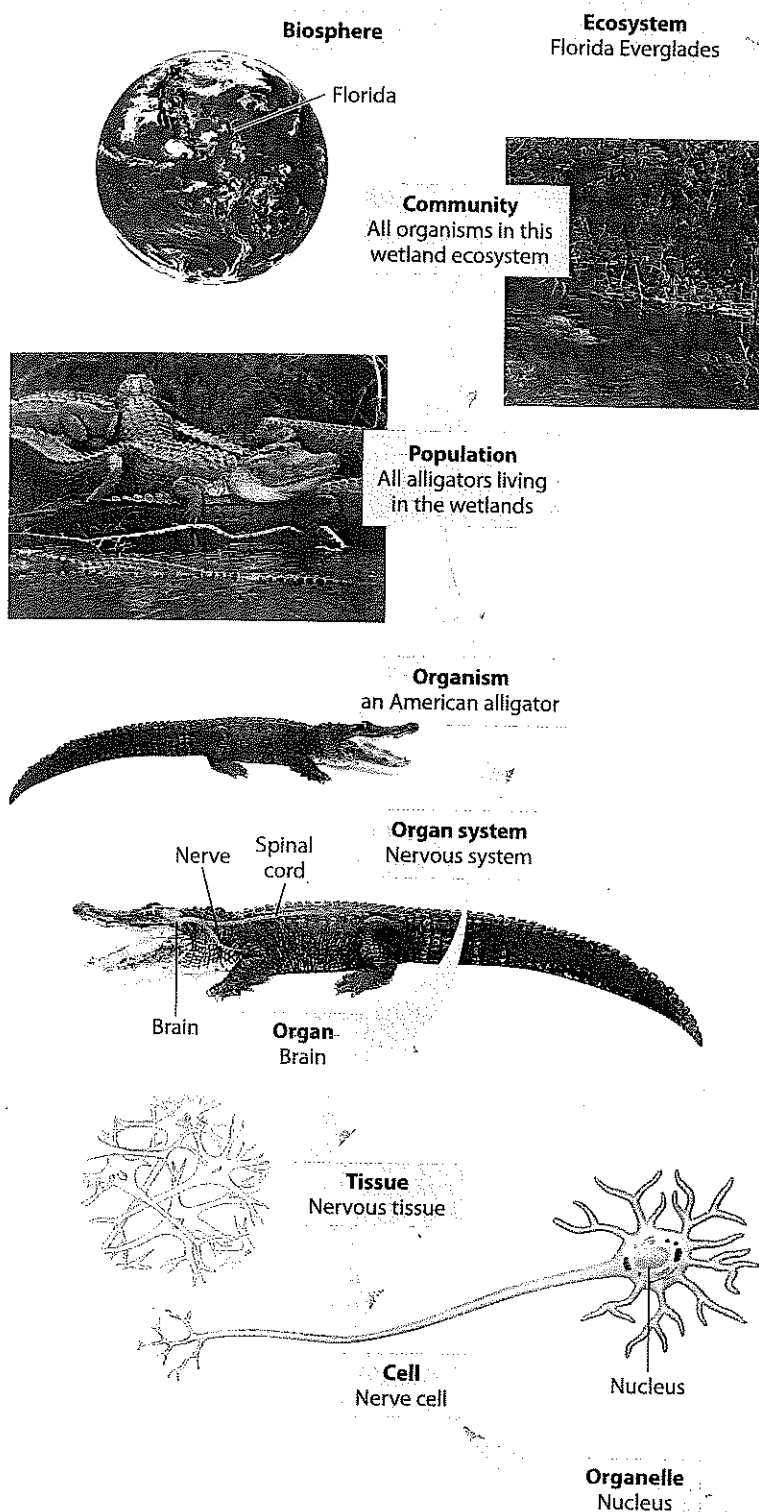 Biosphere
Ecosystem
Florida Everglades
Florida
Community
All organisms in this
wetland ecosystem
Population
All alligators living
in the wetlands
Organism
an American alligator
Organ system
Nervous system
Nerve
Spinal
cord
Brain
Organ
Brain
Tissue
Nervous tissue
Cell
Nerve cell
Nucleus
Organelle
Nucleus